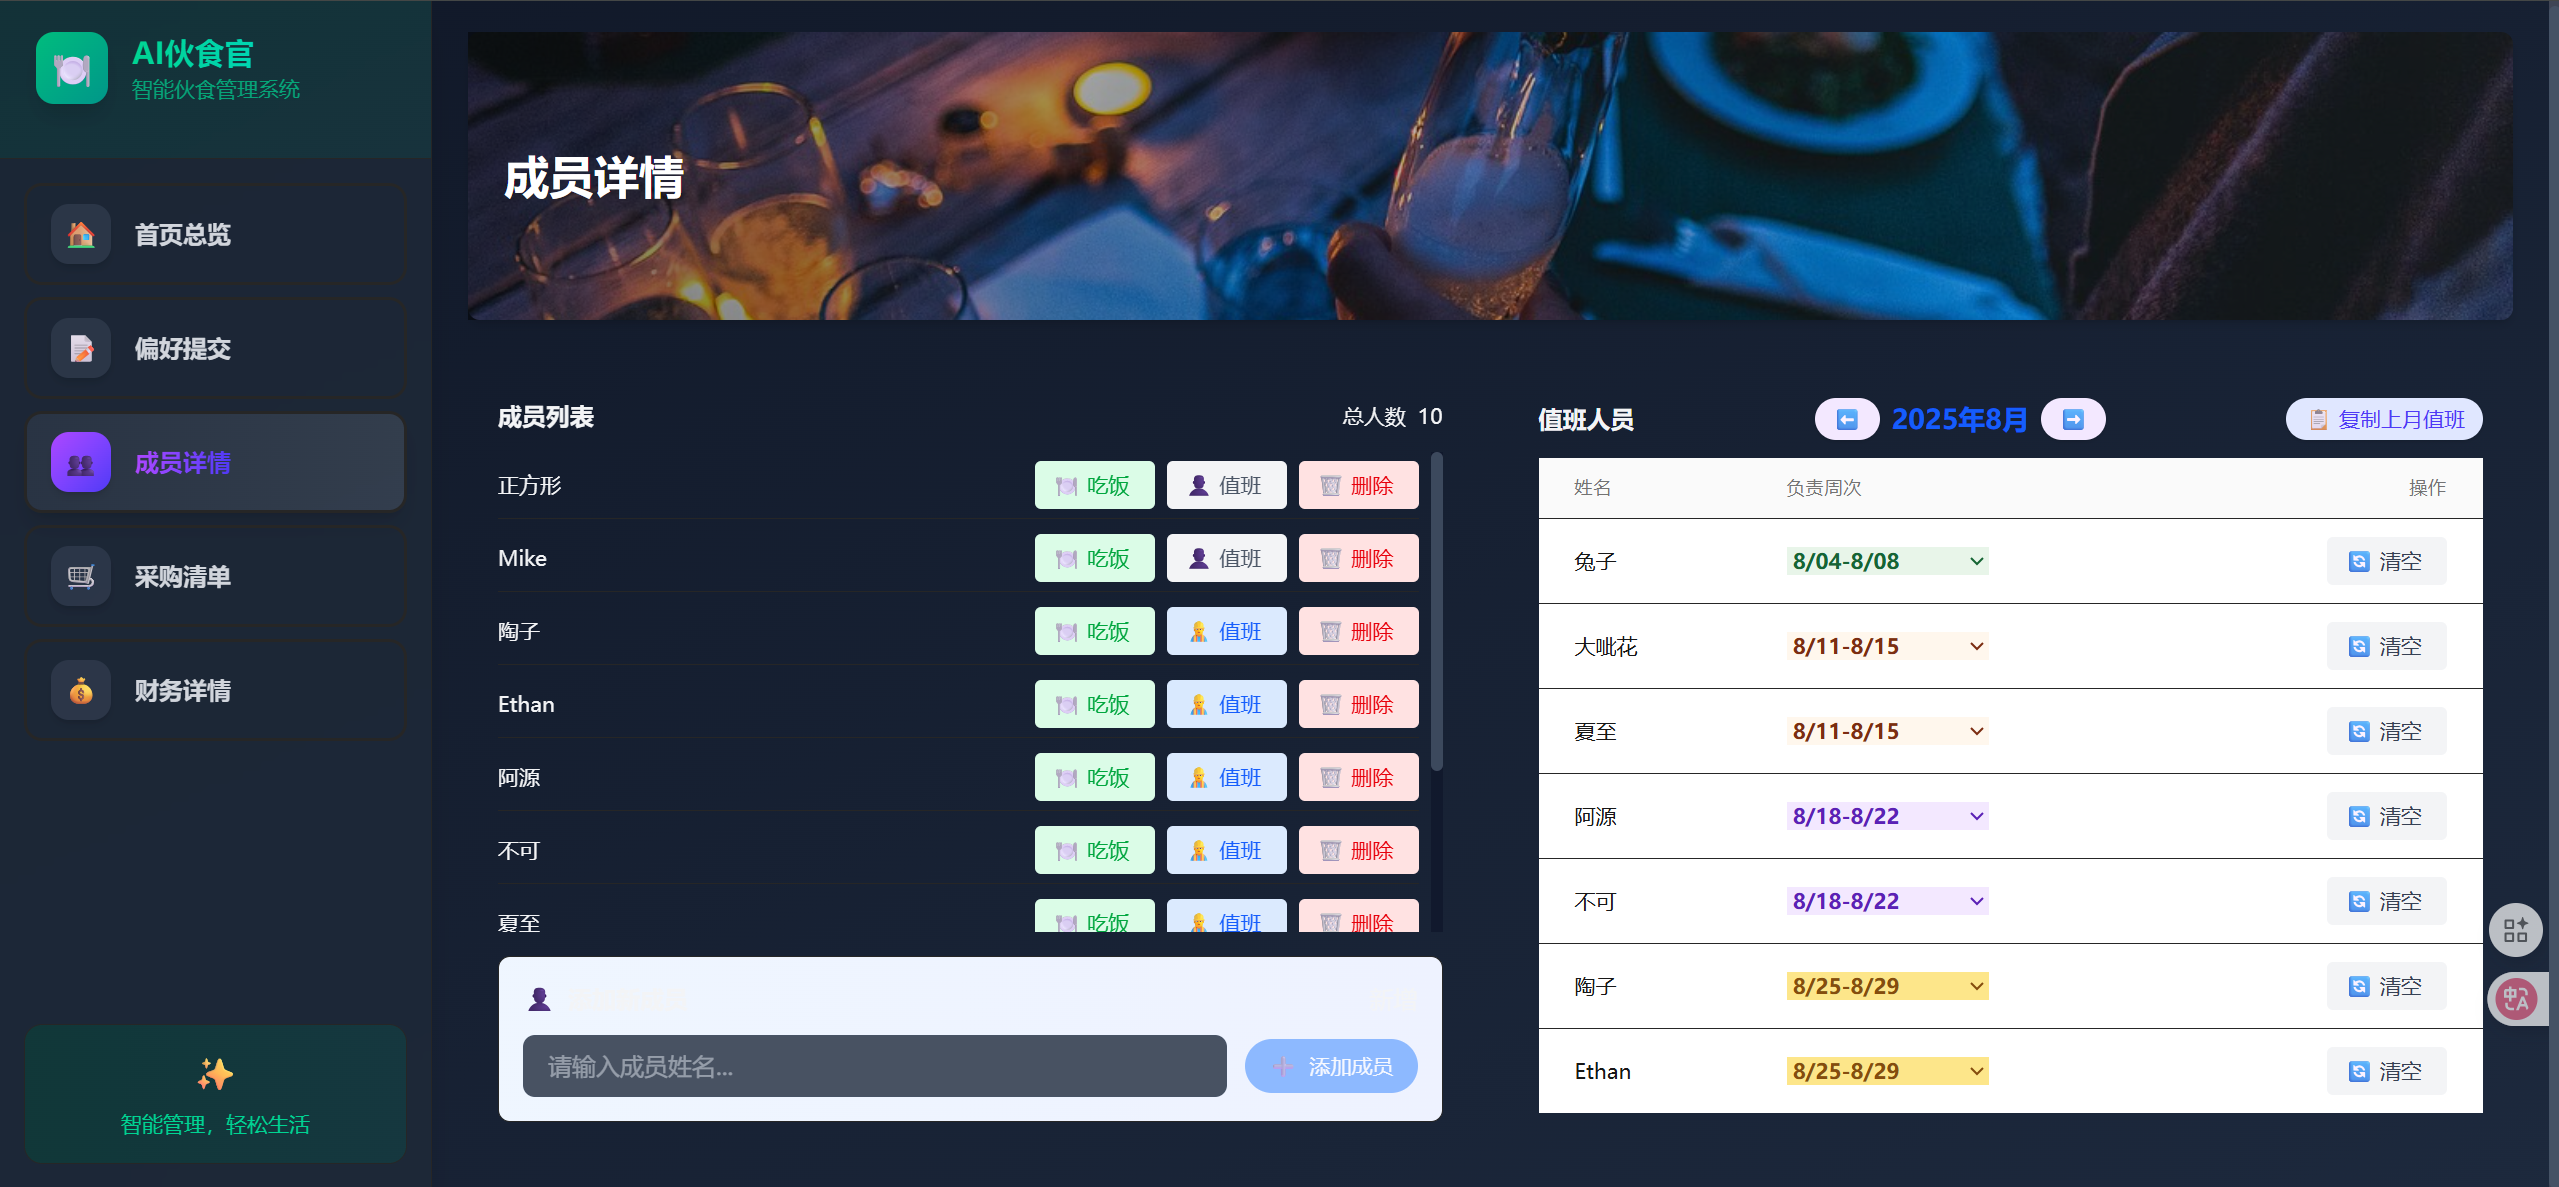 AI伙食官
智能伙食管理系统
首页总览
偏好提交
成员详情
采购清单
财务详情
智能管理，轻松生活
成员详情
成员列表
总人数 10
正方形 吃饭 值班 删除
Mike 吃饭 值班 删除
陶子 吃饭 值班 删除
Ethan 吃饭 值班 删除
阿源 吃饭 值班 删除
不可 吃饭 值班 删除
夏至 吃饭 值班 删除
请输入成员姓名...
添加成员
值班人员
2025年8月
复制上月值班
姓名 负责周次 操作
兔子 8/04-8/08 清空
大呲花 8/11-8/15 清空
夏至 8/11-8/15 清空
阿源 8/18-8/22 清空
不可 8/18-8/22 清空
陶子 8/25-8/29 清空
Ethan 8/25-8/29 清空
中A